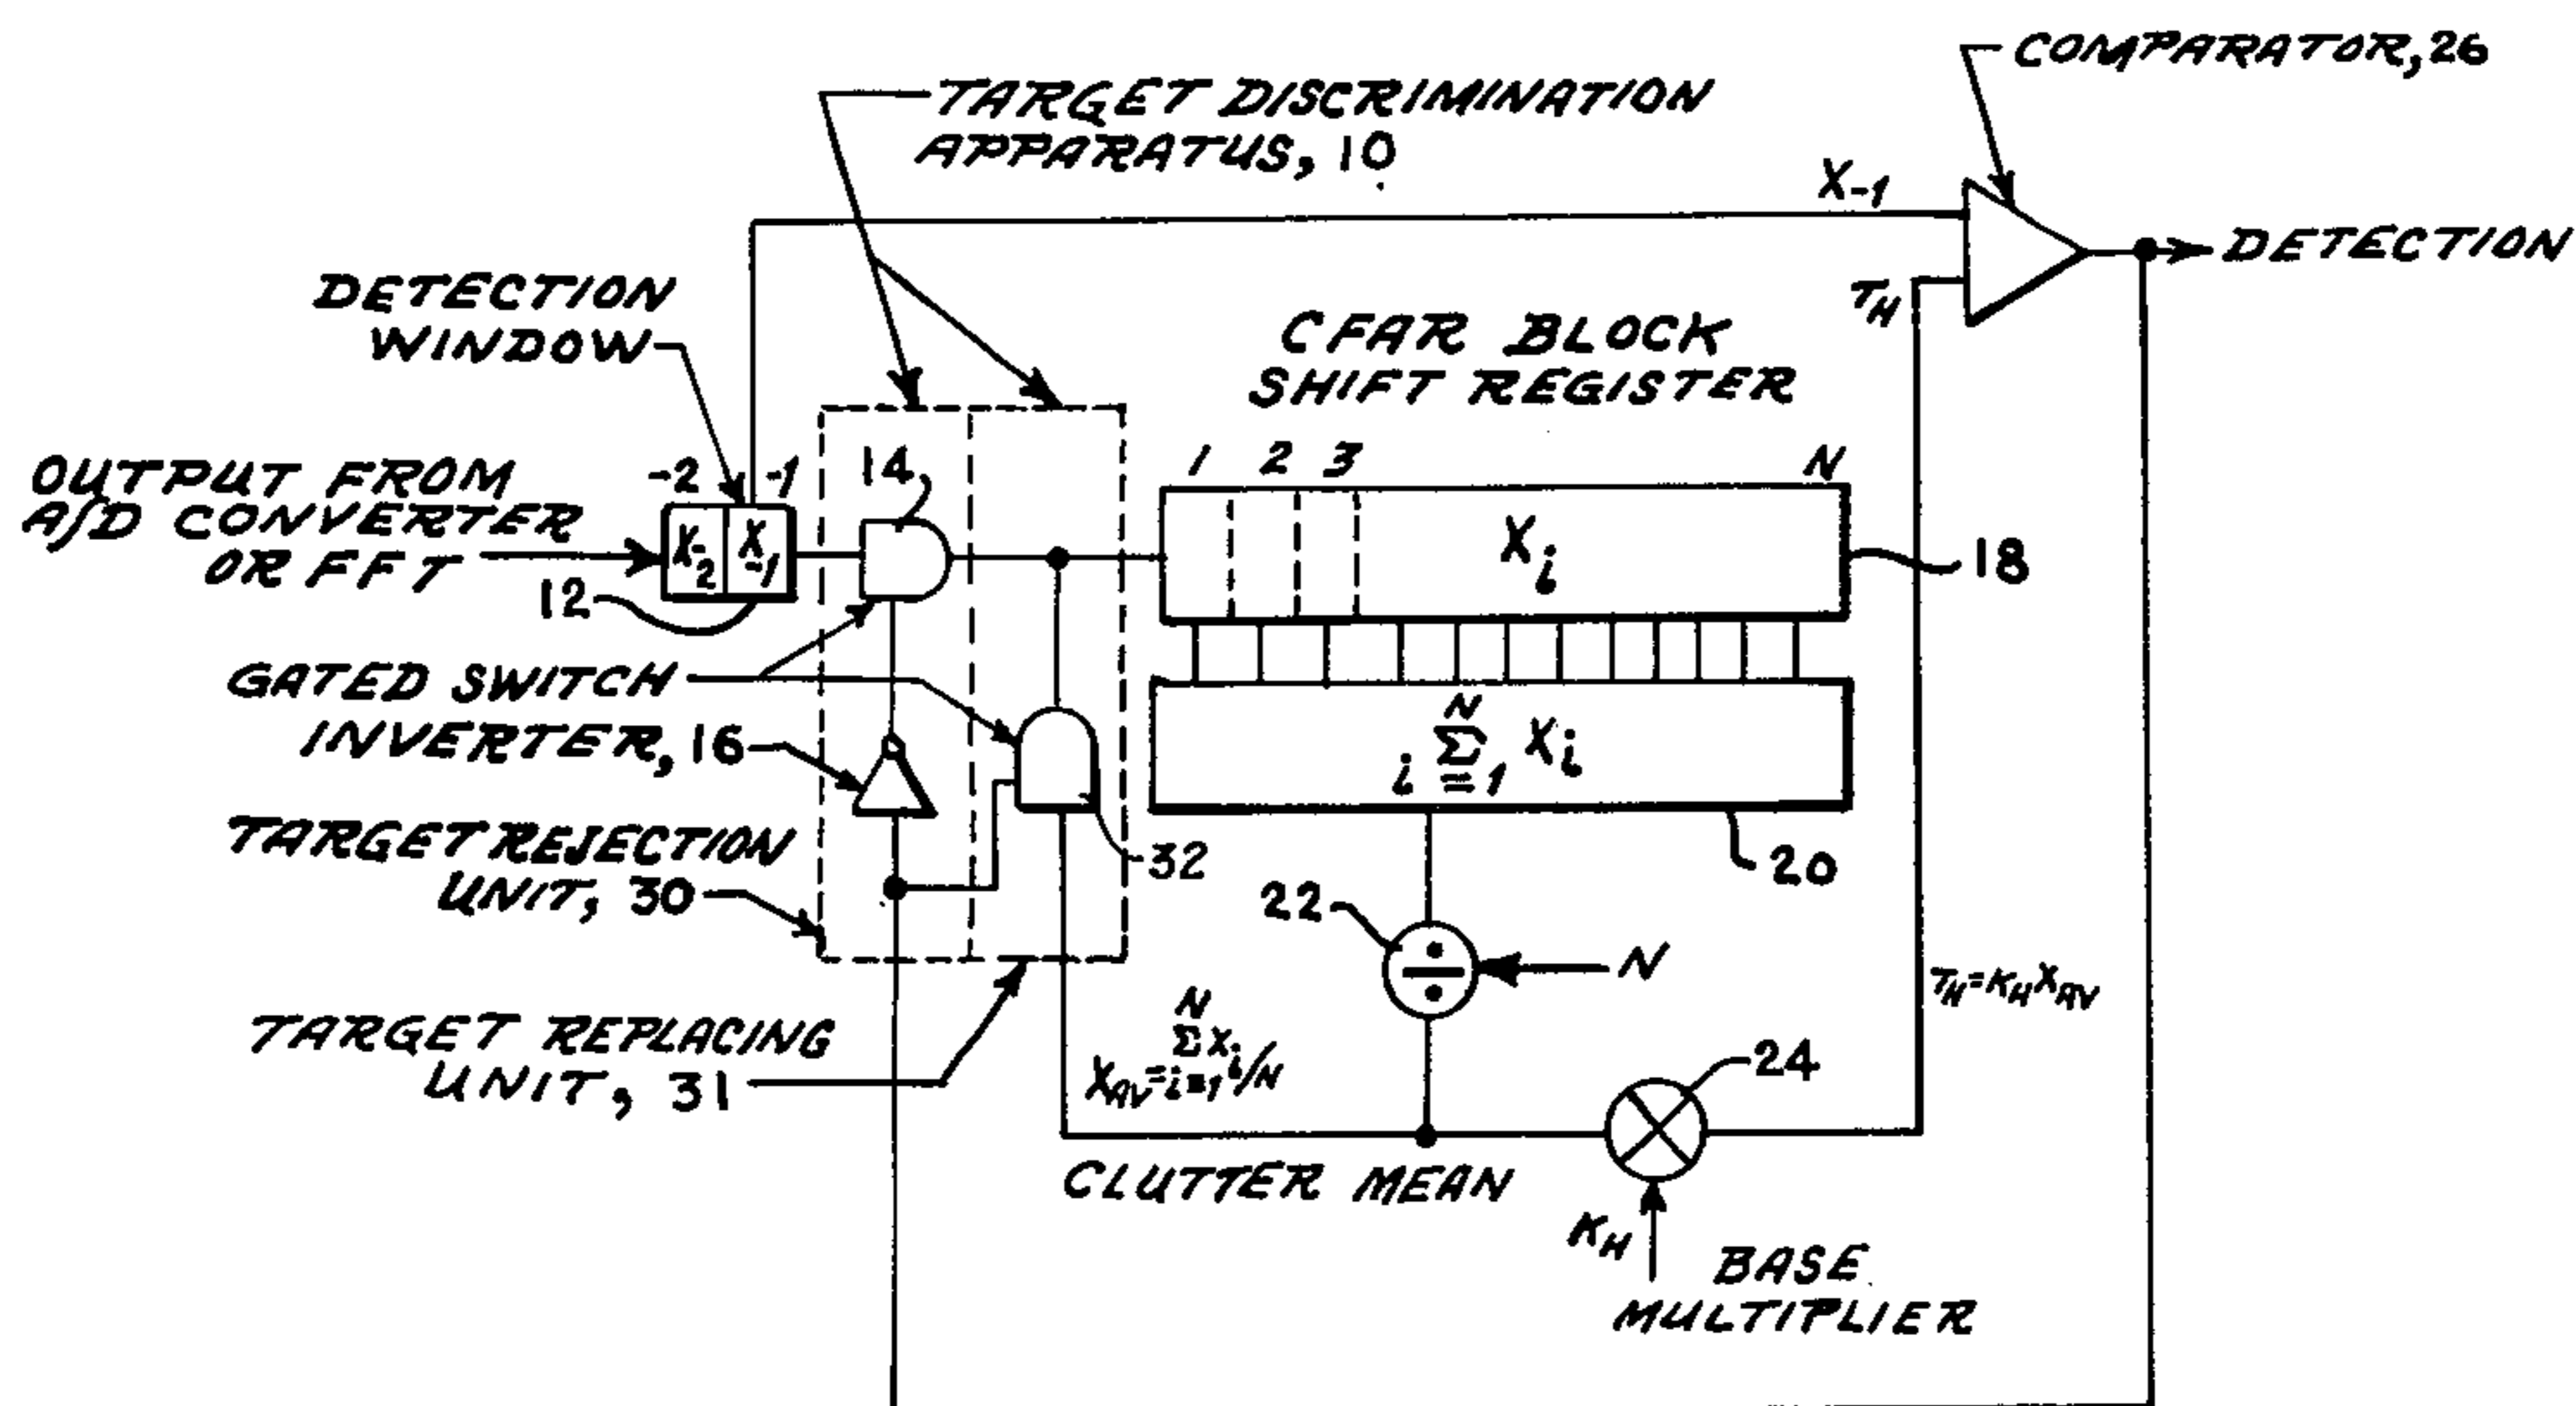 COMPARATOR, 26
TARGET DISCRIMINATION
APPARATUS, 10
X-1
DETECTION
TH
DETECTION
WINDOW
CFAR BLOCK
SHIFT REGISTER
OUTPUT FROM
A/D CONVERTER
OR FFT
-2 -1
X-2 X-1
12
14
1 2 3 N
Xi
18
GATED SWITCH
INVERTER, 16
N
Σ Xi
i=1
20
TARGET REJECTION
UNIT, 30
32
22
N
TARGET REPLACING
UNIT, 31
N
XAV = Σ Xi/N
i=1
TH=KHXAV
24
CLUTTER MEAN
KH
BASE
MULTIPLIER